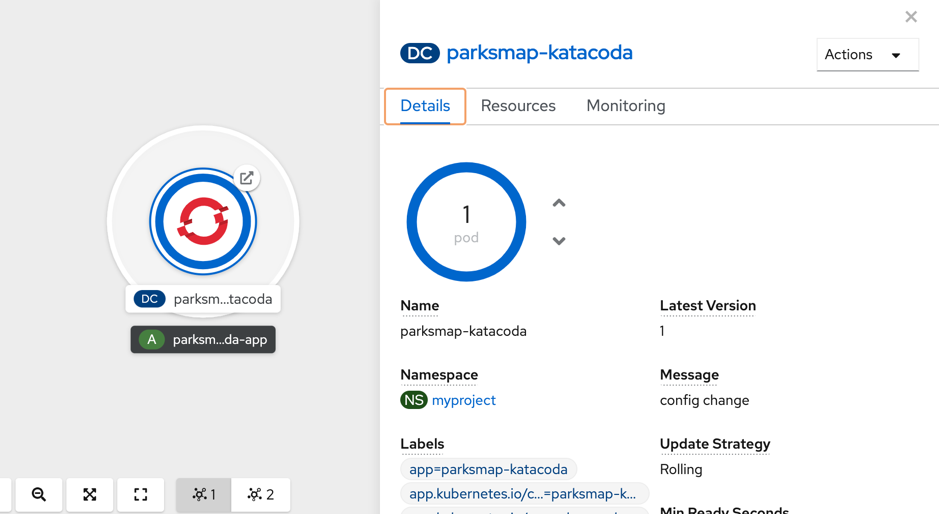 ×
DC parksmap-katacoda
Actions
Details Resources Monitoring
1
pod
DC parksm...tacoda
A parksm...da-app
Name
parksmap-katacoda
Latest Version
1
Namespace
NS myproject
Message
config change
Labels
app=parksmap-katacoda
app.kubernetes.io/c...=parksmap-k...
Update Strategy
Rolling
Min Ready Seconds
1 2